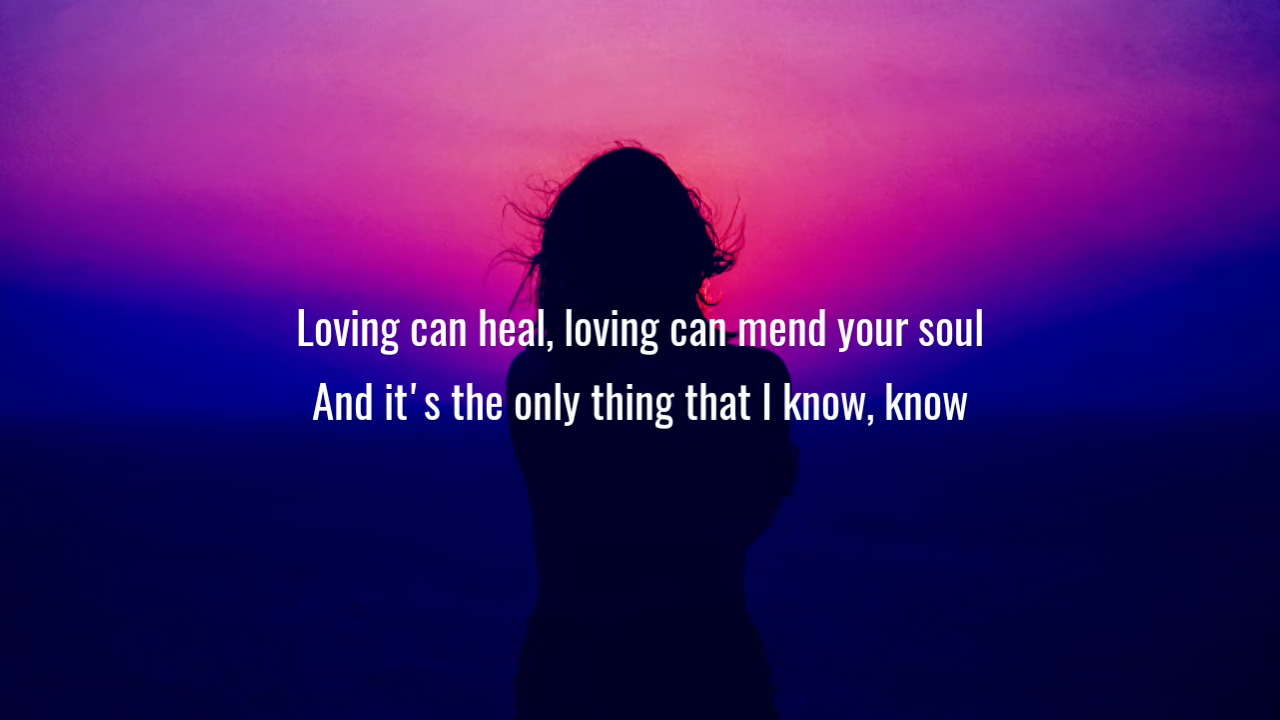 Loving can heal, loving can mend your soul
And it's the only thing that I know, know